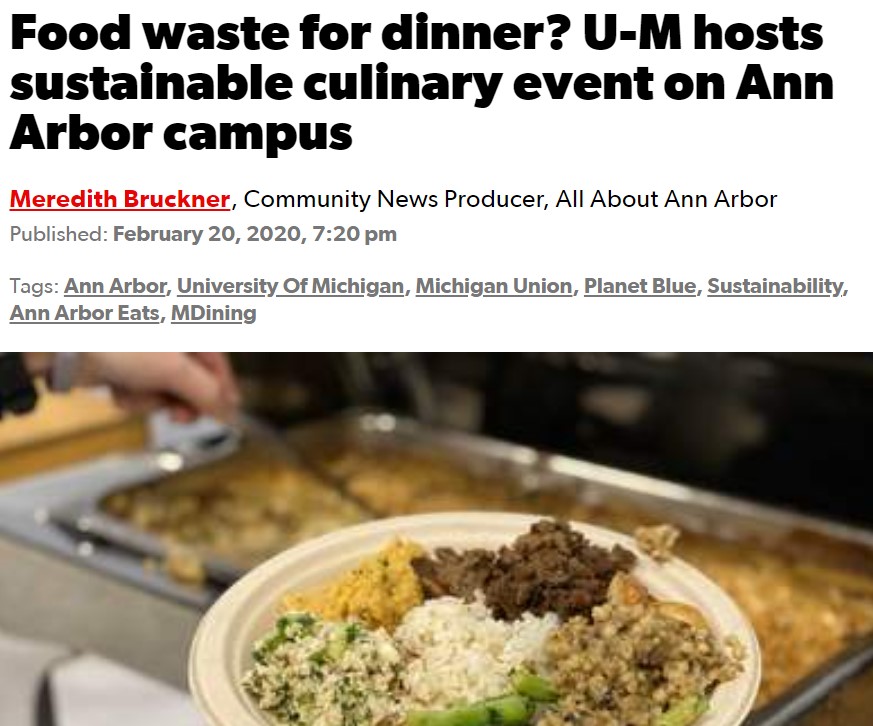 Food waste for dinner? U-M hosts
sustainable culinary event on Ann
Arbor campus
Meredith Bruckner, Community News Producer, All About Ann Arbor
Published: February 20, 2020, 7:20 pm
Tags: Ann Arbor, University Of Michigan, Michigan Union, Planet Blue, Sustainability,
Ann Arbor Eats, MDining